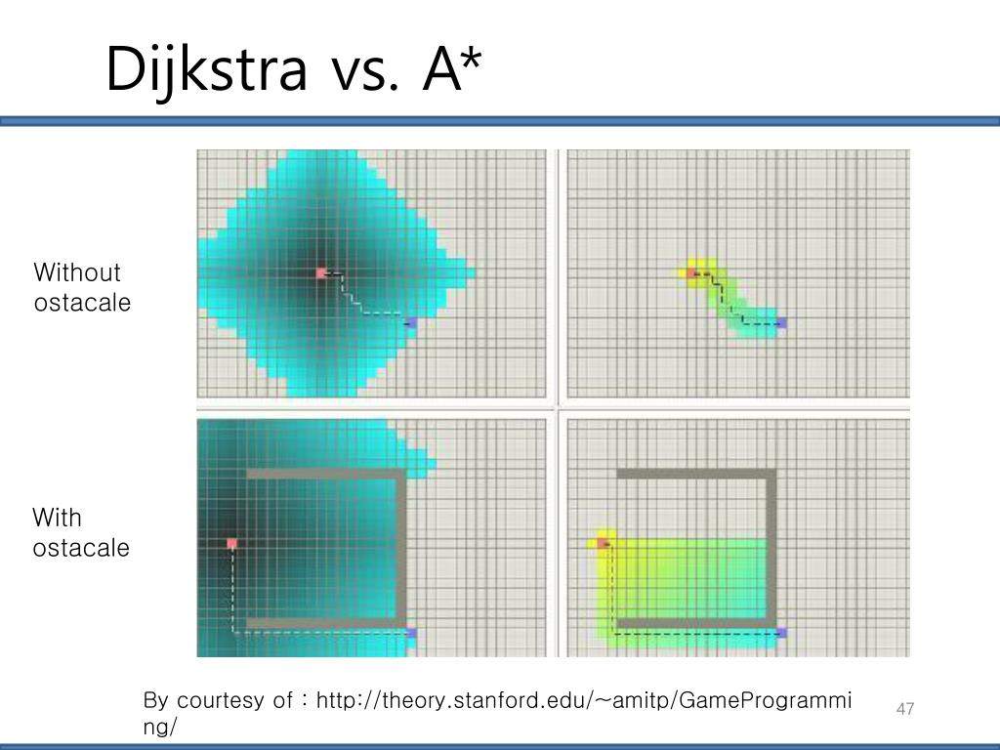 Dijkstra vs. A*
Without
ostacale
With
ostacale
By courtesy of : http://theory.stanford.edu/~amitp/GameProgrammi
ng/
47